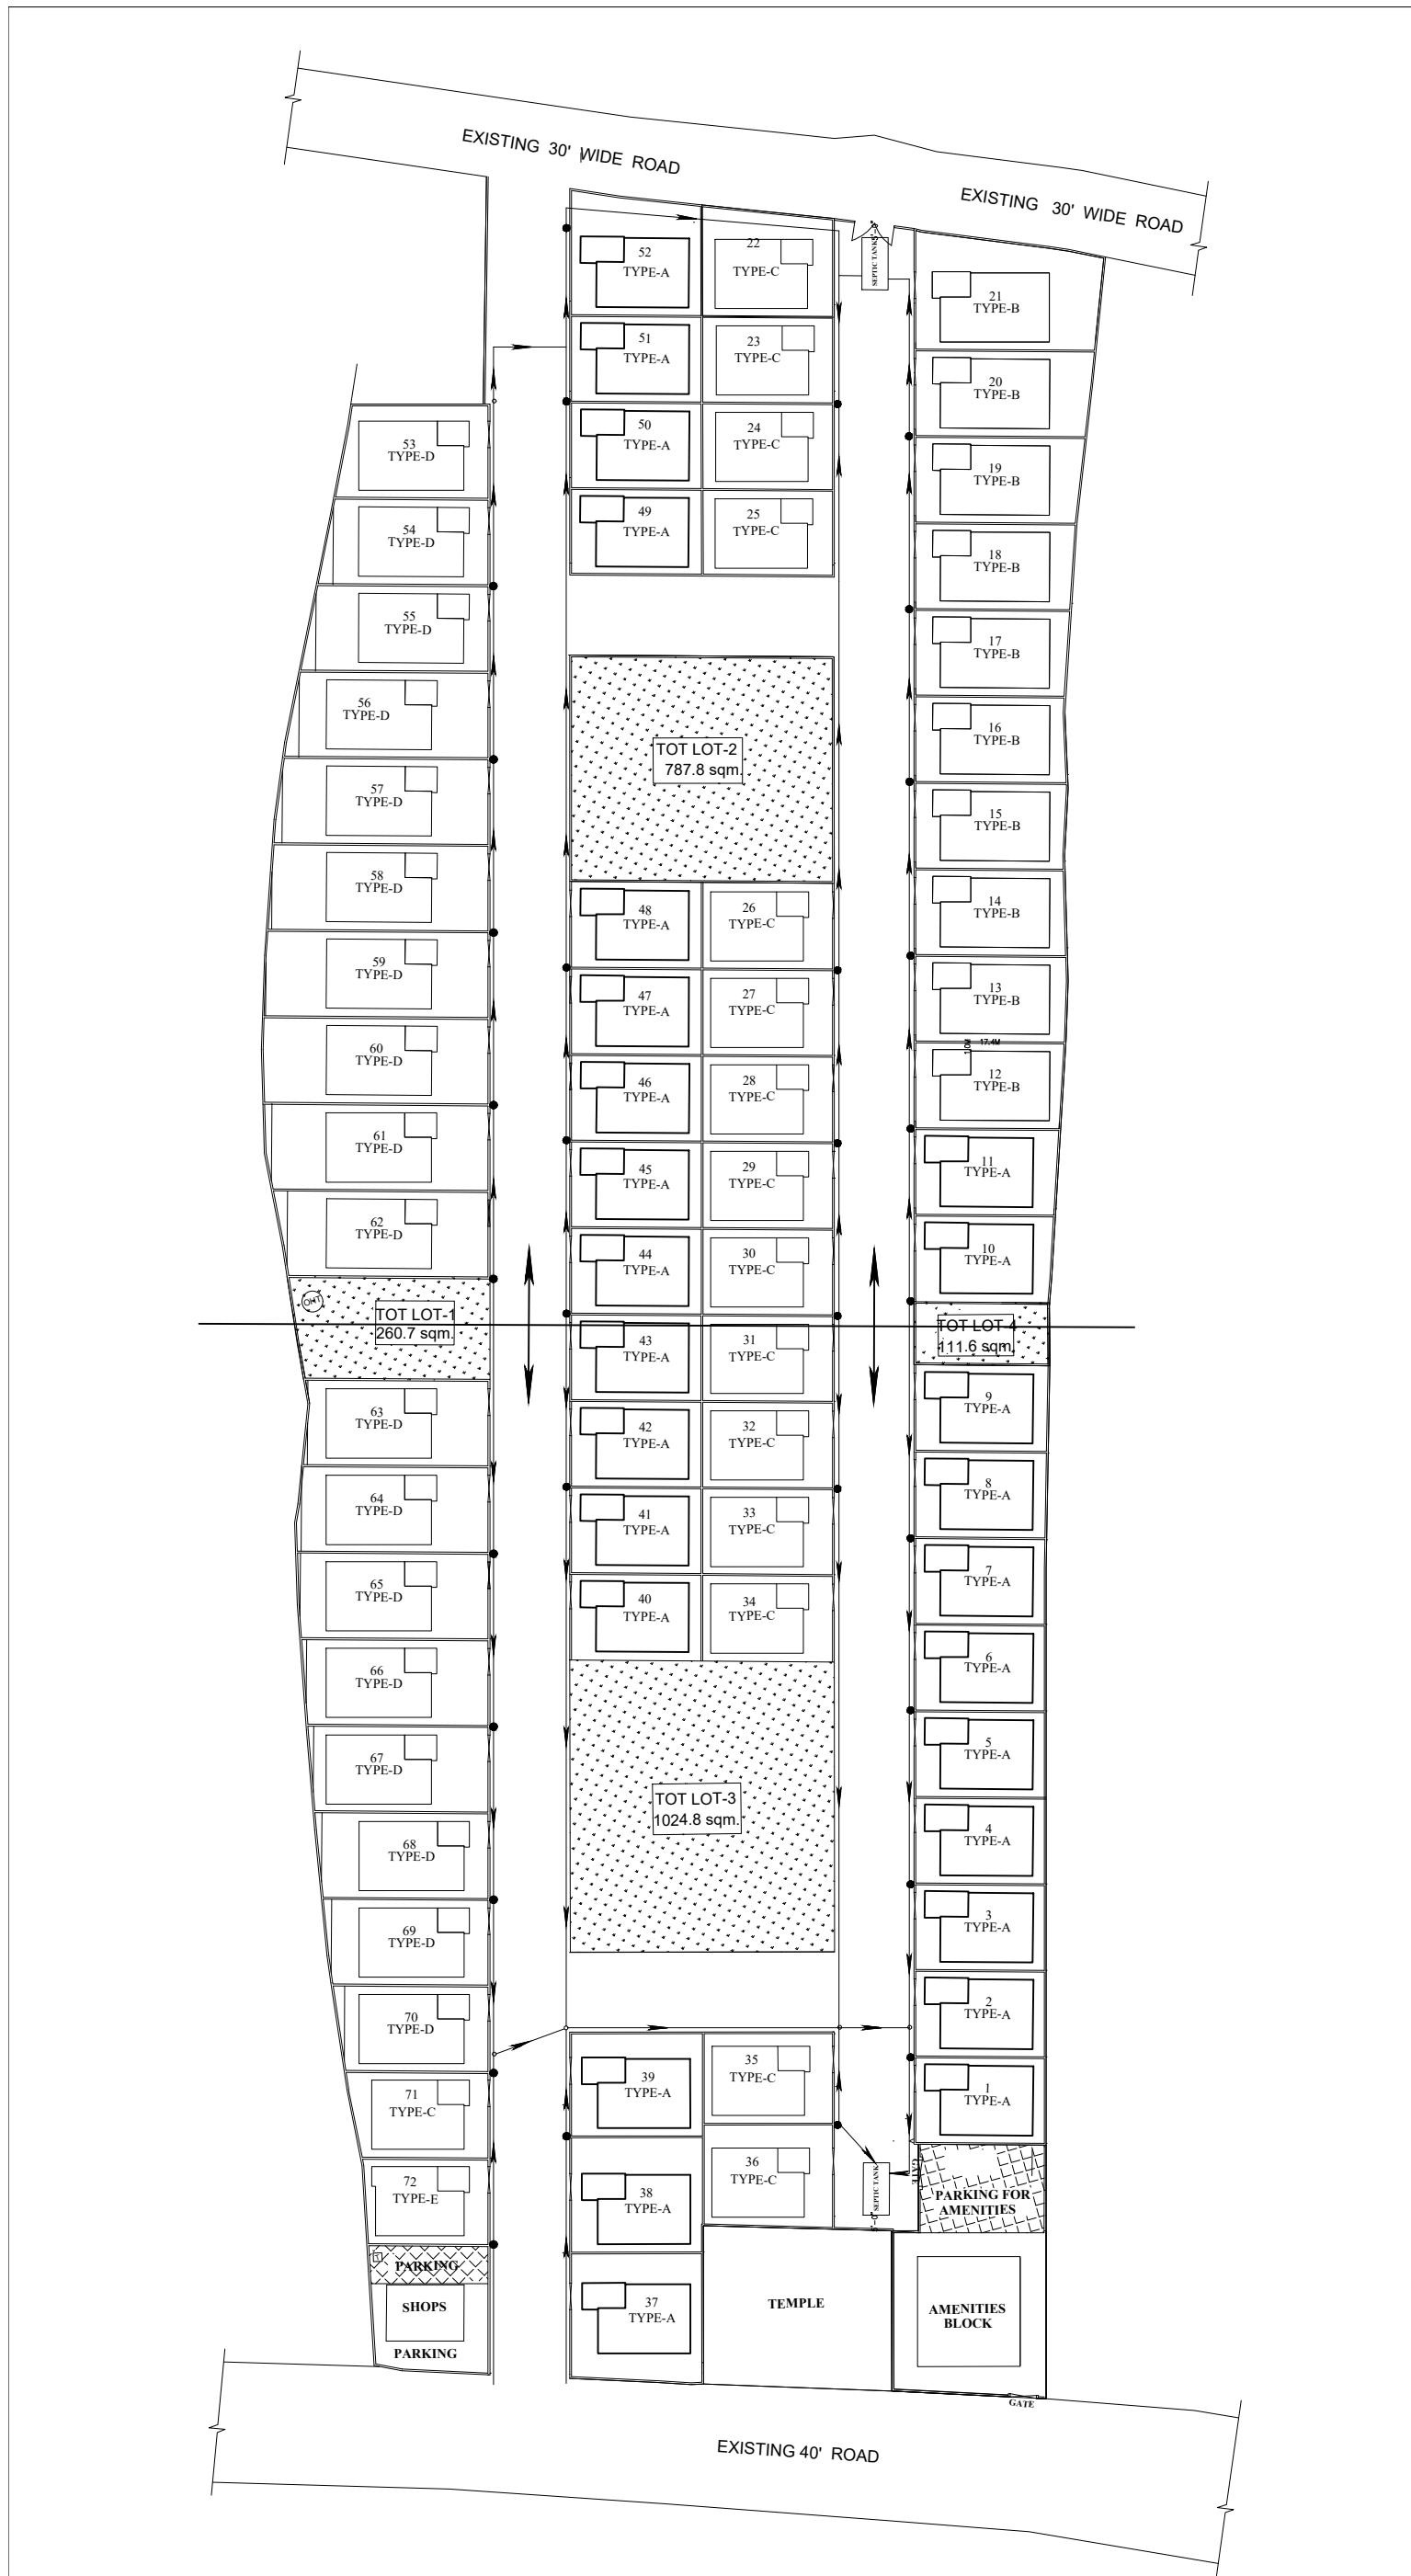 EXISTING 30' WIDE ROAD
EXISTING 30' WIDE ROAD
SEPTIC TANK
52
TYPE-A
22
TYPE-C
21
TYPE-B
51
TYPE-A
23
TYPE-C
20
TYPE-B
53
TYPE-D
50
TYPE-A
24
TYPE-C
19
TYPE-B
54
TYPE-D
49
TYPE-A
25
TYPE-C
18
TYPE-B
55
TYPE-D
17
TYPE-B
56
TYPE-D
TOT LOT-2
787.8 sqm.
16
TYPE-B
57
TYPE-D
15
TYPE-B
58
TYPE-D
48
TYPE-A
26
TYPE-C
14
TYPE-B
59
TYPE-D
47
TYPE-A
27
TYPE-C
13
TYPE-B
17.4M
60
TYPE-D
46
TYPE-A
28
TYPE-C
12
TYPE-B
61
TYPE-D
45
TYPE-A
29
TYPE-C
11
TYPE-A
62
TYPE-D
44
TYPE-A
30
TYPE-C
10
TYPE-A
OHT
TOT LOT-1
260.7 sqm.
43
TYPE-A
31
TYPE-C
TOT LOT-4
111.6 sqm.
63
TYPE-D
42
TYPE-A
32
TYPE-C
9
TYPE-A
64
TYPE-D
41
TYPE-A
33
TYPE-C
8
TYPE-A
65
TYPE-D
40
TYPE-A
34
TYPE-C
7
TYPE-A
66
TYPE-D
6
TYPE-A
67
TYPE-D
TOT LOT-3
1024.8 sqm.
5
TYPE-A
68
TYPE-D
4
TYPE-A
69
TYPE-D
3
TYPE-A
70
TYPE-D
2
TYPE-A
71
TYPE-C
39
TYPE-A
35
TYPE-C
1
TYPE-A
72
TYPE-E
38
TYPE-A
36
TYPE-C
SEPTIC TANK
GATE
PARKING FOR
AMENITIES
PARKING
SHOPS
PARKING
37
TYPE-A
TEMPLE
AMENITIES
BLOCK
GATE
EXISTING 40' ROAD